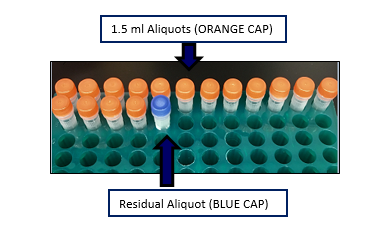 1.5 ml Aliquots (ORANGE CAP)
Residual Aliquot (BLUE CAP)